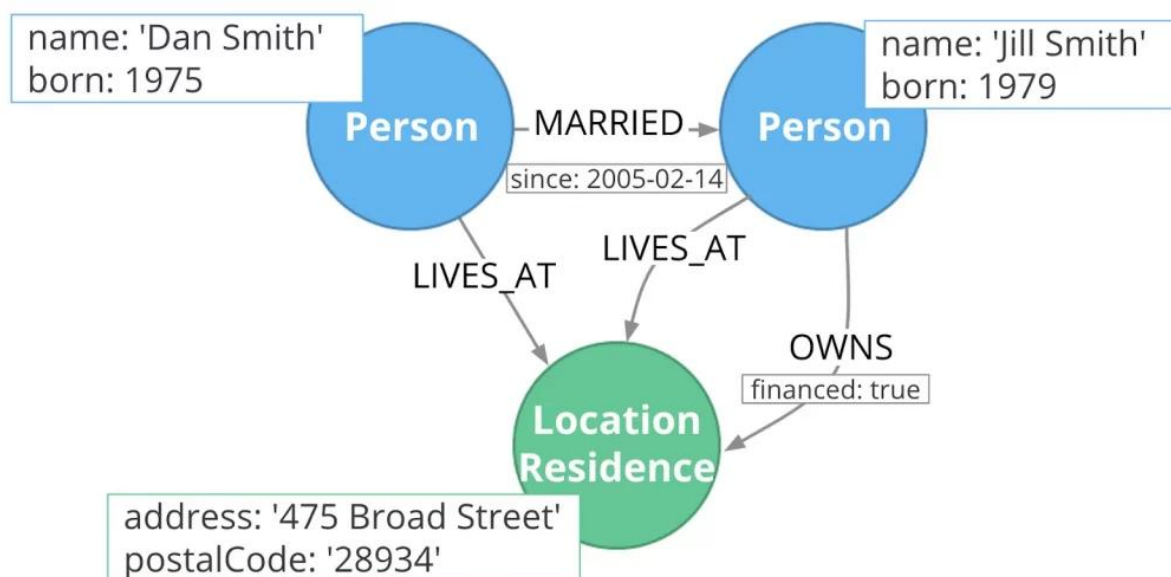 name: 'Dan Smith'
born: 1975
name: 'Jill Smith'
born: 1979
Person
MARRIED
Person
since: 2005-02-14
LIVES_AT
LIVES_AT
OWNS
financed: true
Location
Residence
address: '475 Broad Street'
postalCode: '28934'